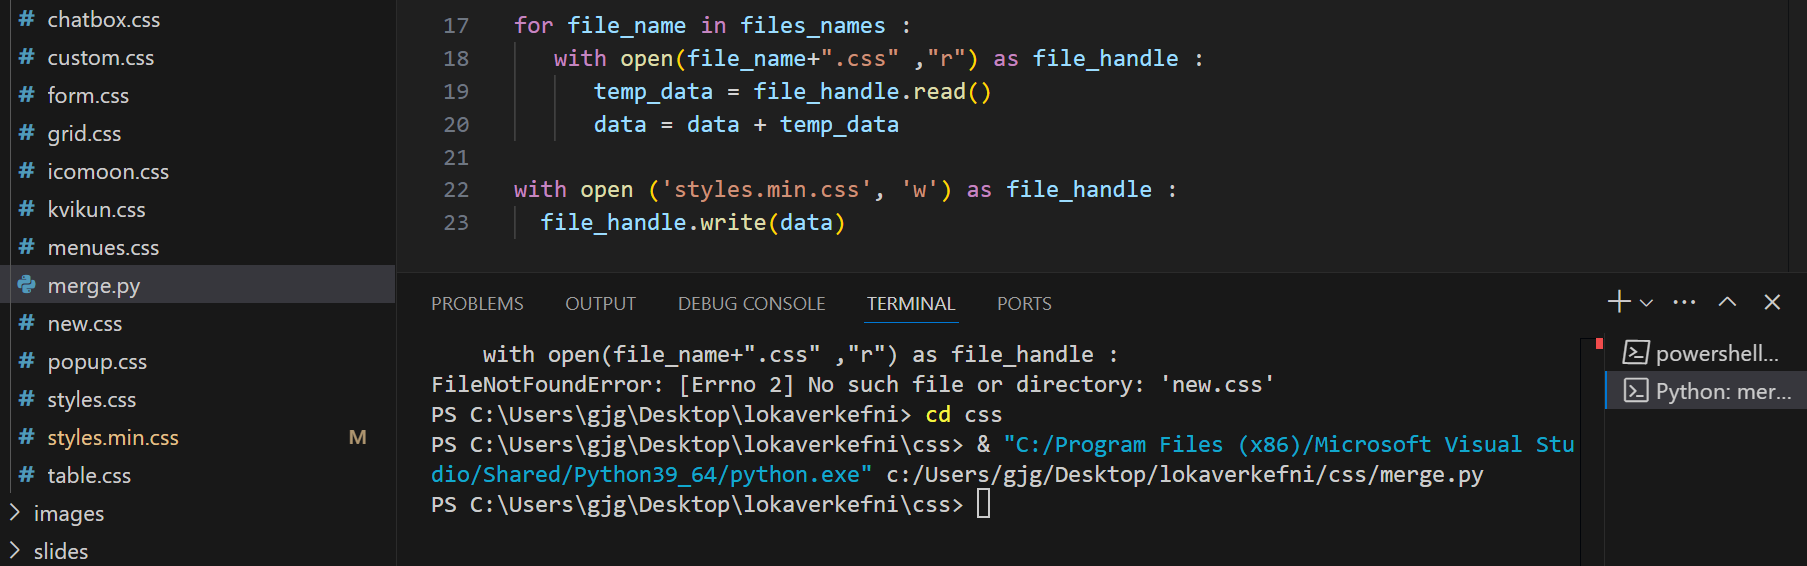 chatbox.css
custom.css
form.css
grid.css
icomoon.css
kvikun.css
menues.css
merge.py
new.css
popup.css
styles.css
styles.min.css M
table.css
images
slides
17 for file_name in files_names :
18 with open(file_name+".css" ,"r") as file_handle :
19 temp_data = file_handle.read()
20 data = data + temp_data
21
22 with open ('styles.min.css', 'w') as file_handle :
23 file_handle.write(data)
PROBLEMS OUTPUT DEBUG CONSOLE TERMINAL PORTS
with open(file_name+".css" ,"r") as file_handle :
FileNotFoundError: [Errno 2] No such file or directory: 'new.css'
PS C:\Users\gjg\Desktop\lokaverkefni> cd css
PS C:\Users\gjg\Desktop\lokaverkefni\css> & "C:/Program Files (x86)/Microsoft Visual Stu
dio/Shared/Python39_64/python.exe" c:/Users/gjg/Desktop/lokaverkefni/css/merge.py
PS C:\Users\gjg\Desktop\lokaverkefni\css>
powershell...
Python: mer...